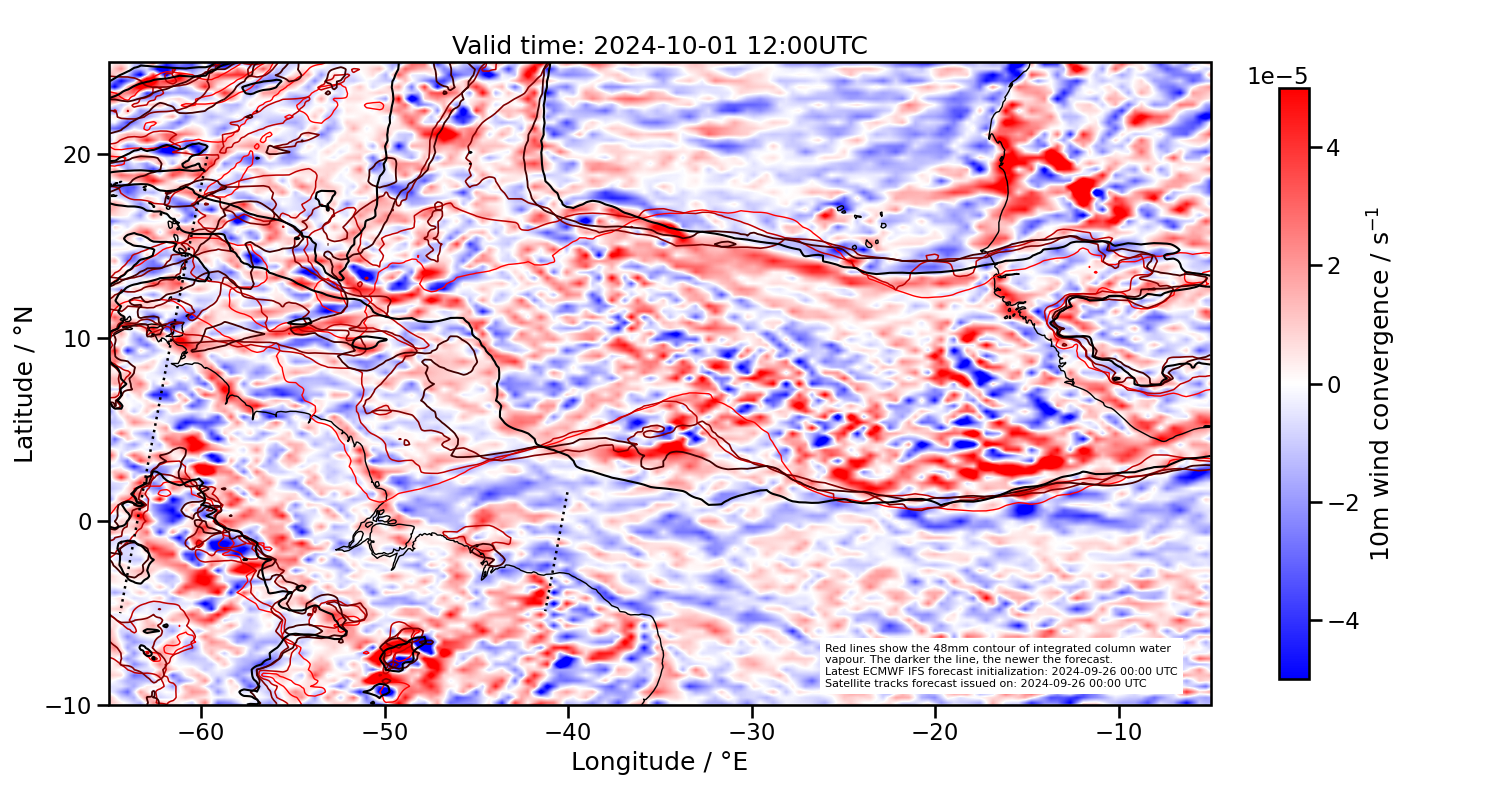 Valid time: 2024-10-01 12:00UTC
1e−5
20
10
0
−10
−60
−50
−40
−30
−20
−10
Latitude / °N
Longitude / °E
4
2
0
−2
−4
10m wind convergence / s⁻¹
Red lines show the 48mm contour of integrated column water
vapour. The darker the line, the newer the forecast.
Latest ECMWF IFS forecast initialization: 2024-09-26 00:00 UTC
Satellite tracks forecast issued on: 2024-09-26 00:00 UTC